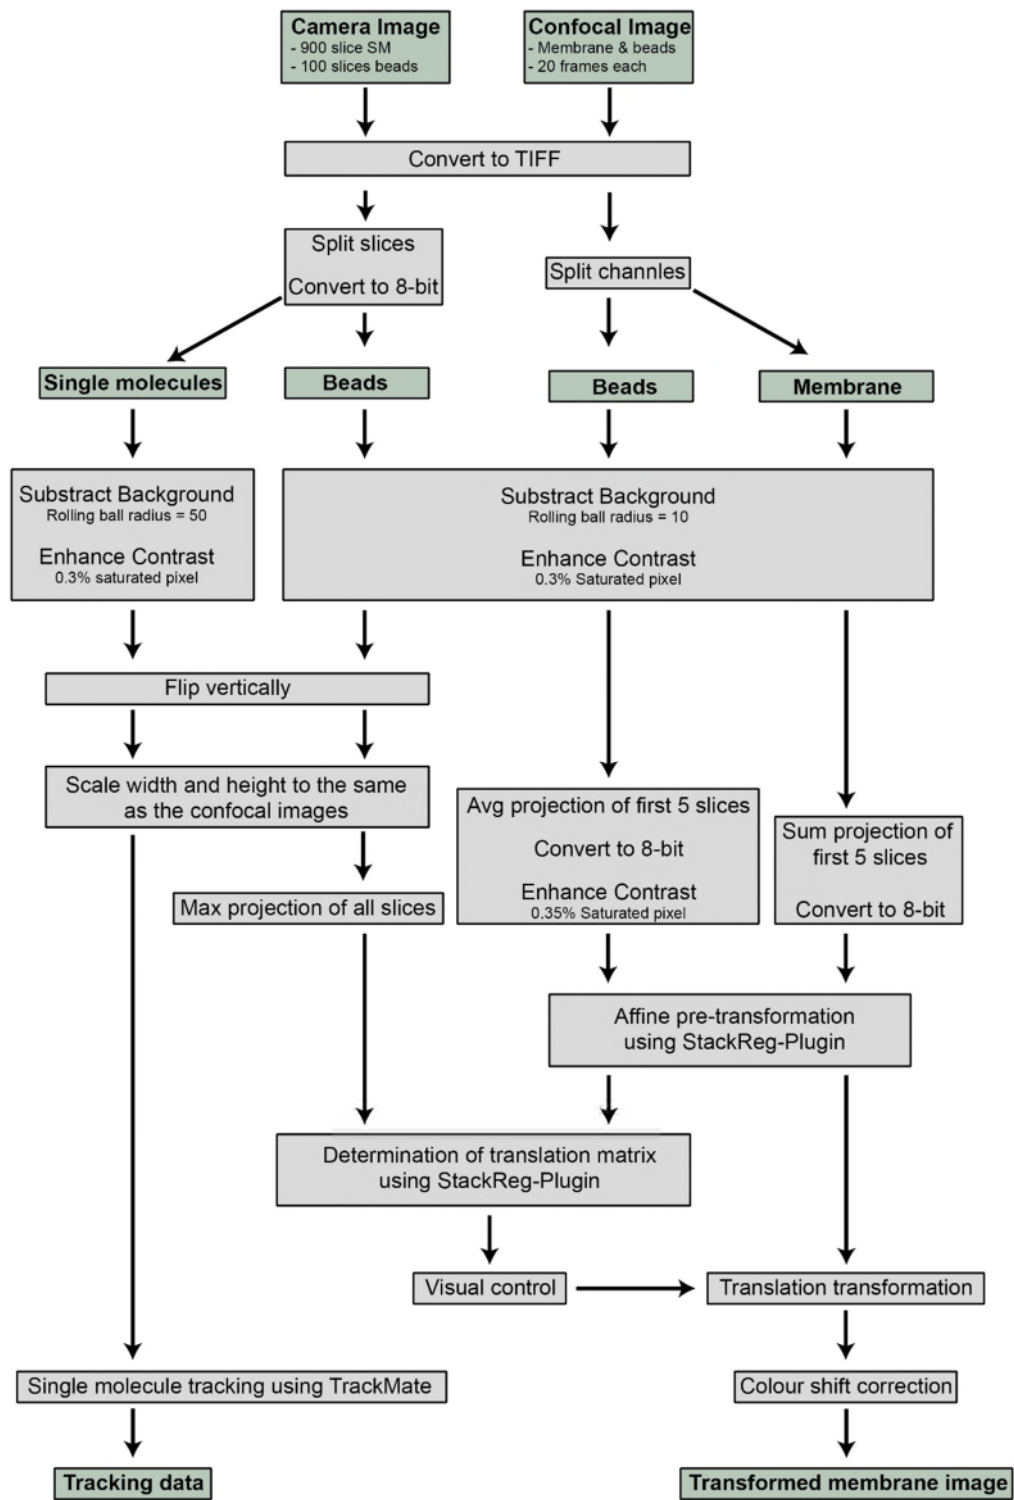 Camera Image
- 900 slice SM
- 100 slices beads
Confocal Image
- Membrane & beads
- 20 frames each
Convert to TIFF
Split slices
Convert to 8-bit
Split channles
Single molecules
Beads
Beads
Membrane
Substract Background
Rolling ball radius = 50
Enhance Contrast
0.3% saturated pixel
Substract Background
Rolling ball radius = 10
Enhance Contrast
0.3% Saturated pixel
Flip vertically
Scale width and height to the same
as the confocal images
Max projection of all slices
Avg projection of first 5 slices
Convert to 8-bit
Enhance Contrast
0.35% Saturated pixel
Sum projection of
first 5 slices
Convert to 8-bit
Affine pre-transformation
using StackReg-Plugin
Determination of translation matrix
using StackReg-Plugin
Visual control
Translation transformation
Single molecule tracking using TrackMate
Colour shift correction
Tracking data
Transformed membrane image